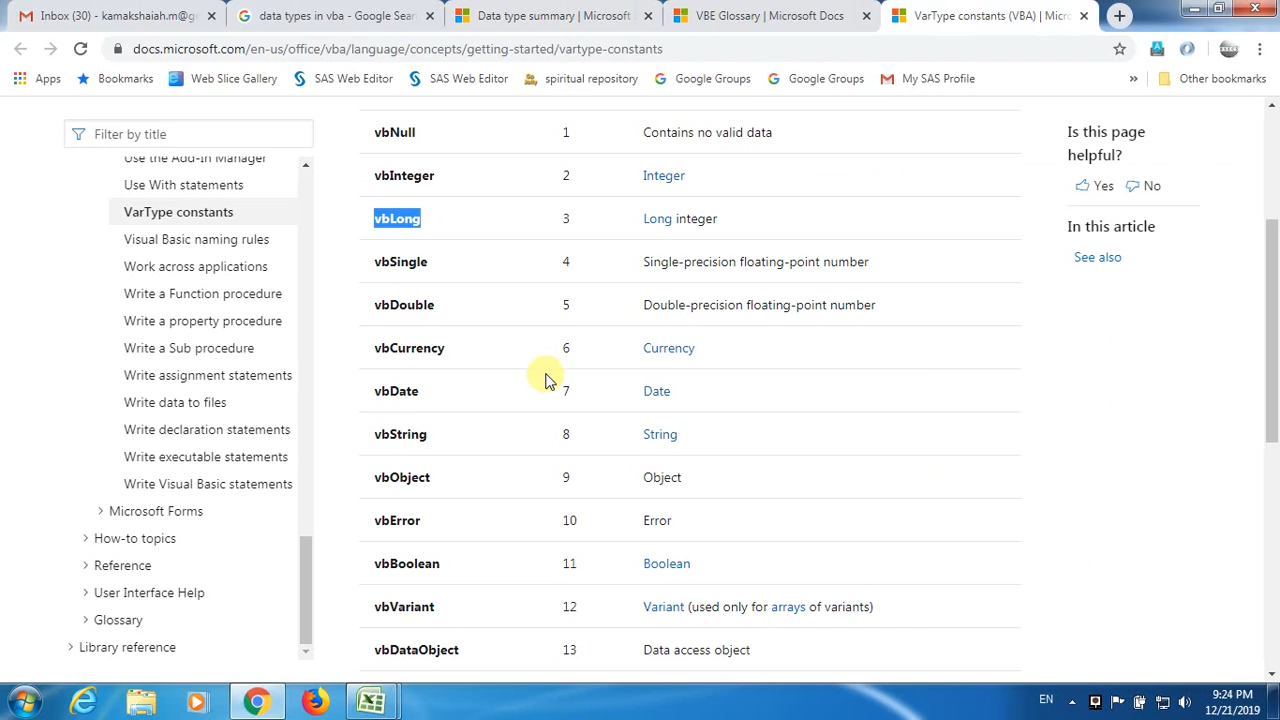 Inbox (30) - kamakshaiah.m@g
data types in vba - Google Sea
Data type summary | Microsoft
VBE Glossary | Microsoft Docs
VarType constants (VBA) | Micro
docs.microsoft.com/en-us/office/vba/language/concepts/getting-started/vartype-constants
Apps
Bookmarks
Web Slice Gallery
SAS Web Editor
SAS Web Editor
spiritual repository
Google Groups
Google Groups
My SAS Profile
»
Other bookmarks
Filter by title
Use the Add-In Manager
Use With statements
VarType constants
Visual Basic naming rules
Work across applications
Write a Function procedure
Write a property procedure
Write a Sub procedure
Write assignment statements
Write data to files
Write declaration statements
Write executable statements
Write Visual Basic statements
Microsoft Forms
How-to topics
Reference
User Interface Help
Glossary
Library reference
vbNull 1 Contains no valid data
vbInteger 2 Integer
vbLong 3 Long integer
vbSingle 4 Single-precision floating-point number
vbDouble 5 Double-precision floating-point number
vbCurrency 6 Currency
vbDate 7 Date
vbString 8 String
vbObject 9 Object
vbError 10 Error
vbBoolean 11 Boolean
vbVariant 12 Variant (used only for arrays of variants)
vbDataObject 13 Data access object
Is this page
helpful?
Yes No
In this article
See also
EN
9:24 PM
12/21/2019